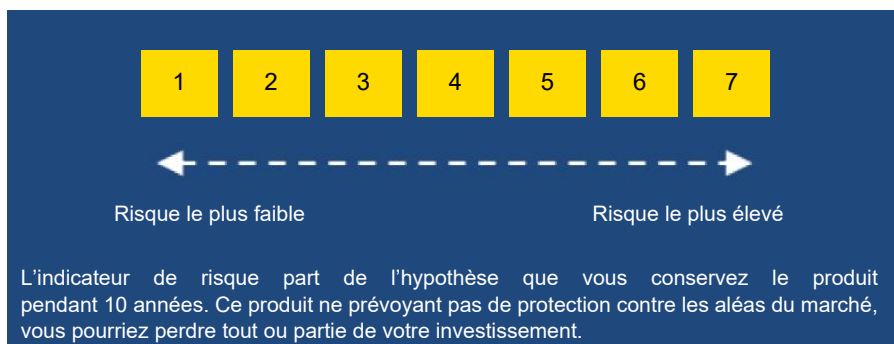 1 2 3 4 5 6 7
Risque le plus faible Risque le plus élevé
L’indicateur de risque part de l’hypothèse que vous conservez le produit
pendant 10 années. Ce produit ne prévoyant pas de protection contre les aléas du marché,
vous pourriez perdre tout ou partie de votre investissement.